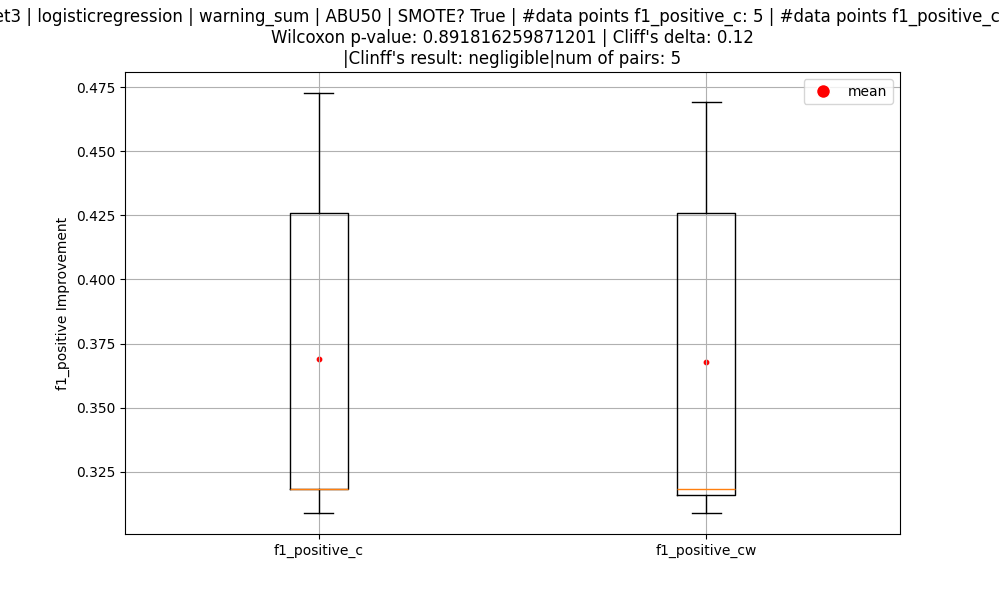 et3 | logisticregression | warning_sum | ABU50 | SMOTE? True | #data points f1_positive_c: 5 | #data points f1_positive_c
Wilcoxon p-value: 0.891816259871201 | Cliff's delta: 0.12
|Clinff's result: negligible|num of pairs: 5
mean
0.475
0.450
0.425
0.400
0.375
0.350
0.325
f1_positive Improvement
f1_positive_c
f1_positive_cw